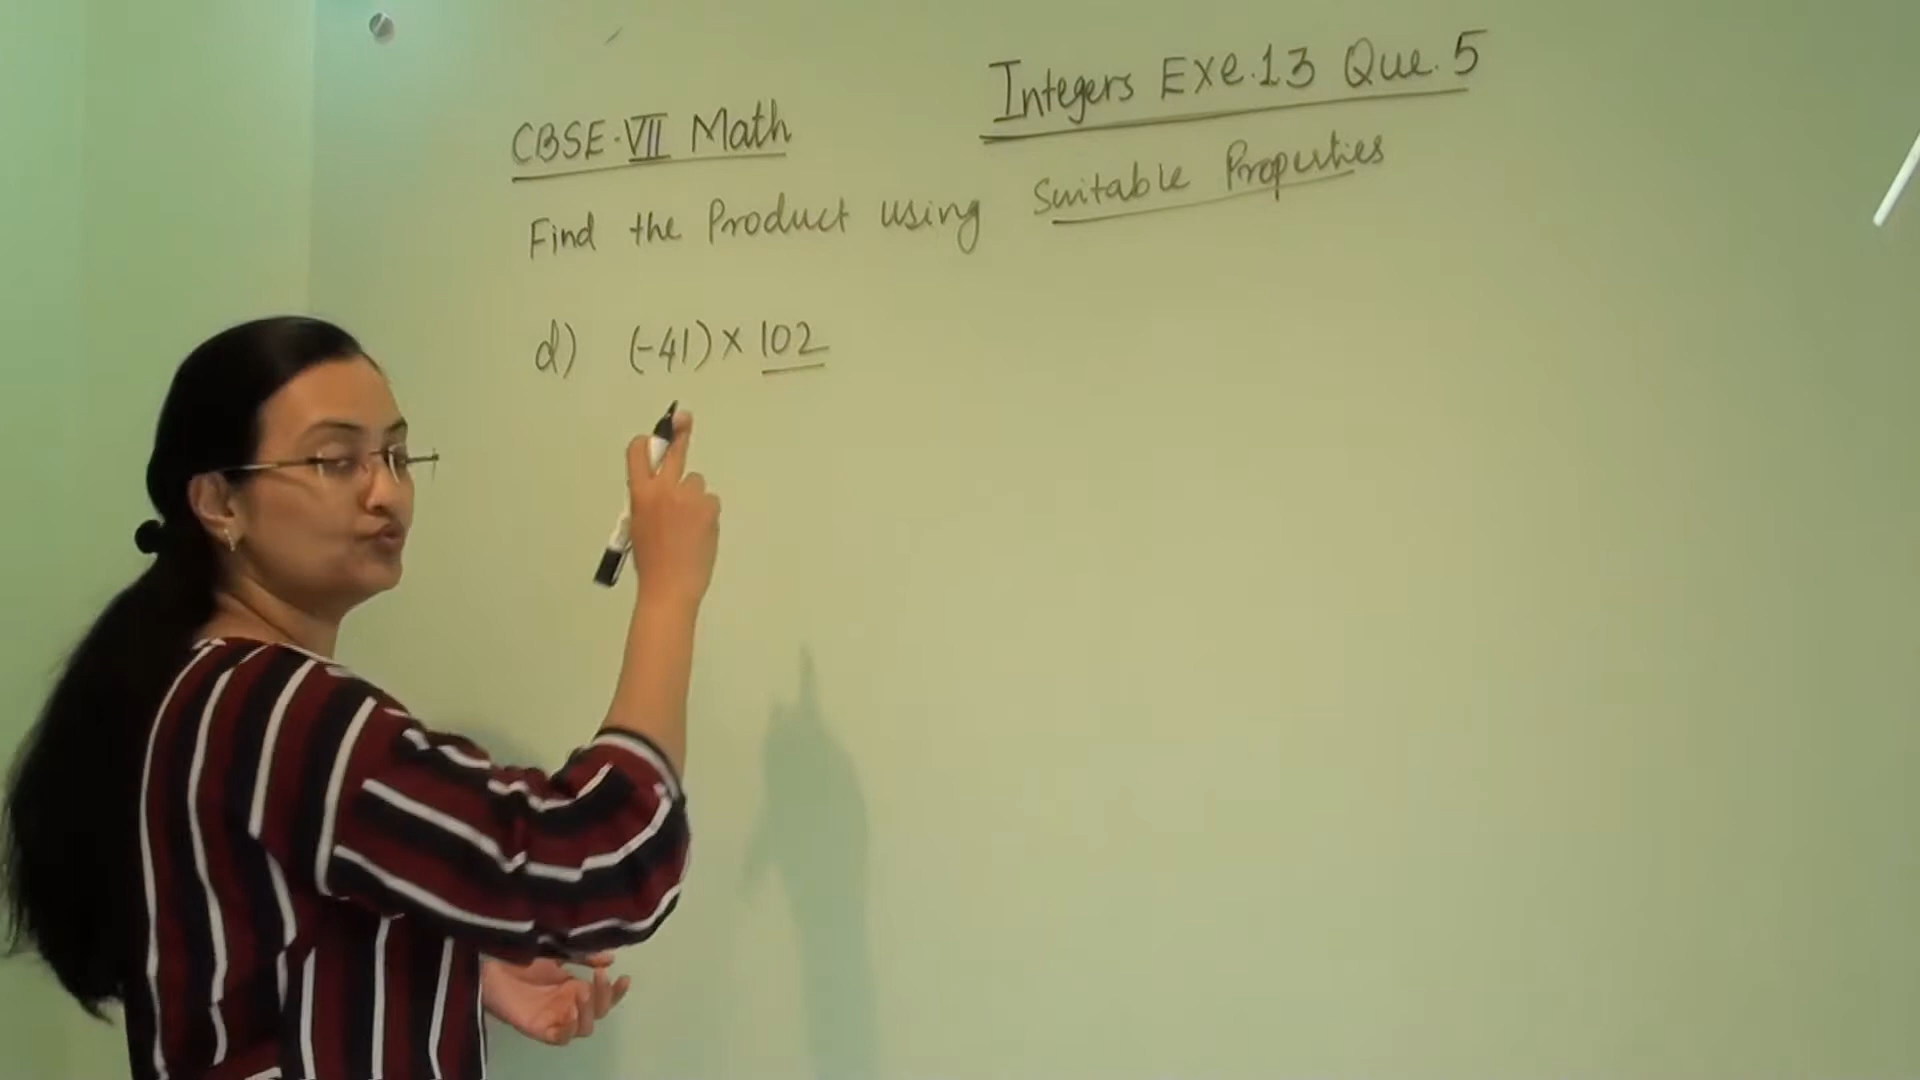 Integers Exe.13 Que.5
CBSE-VII Math
Find the Product using Suitable Properties
d) (-41) × 102